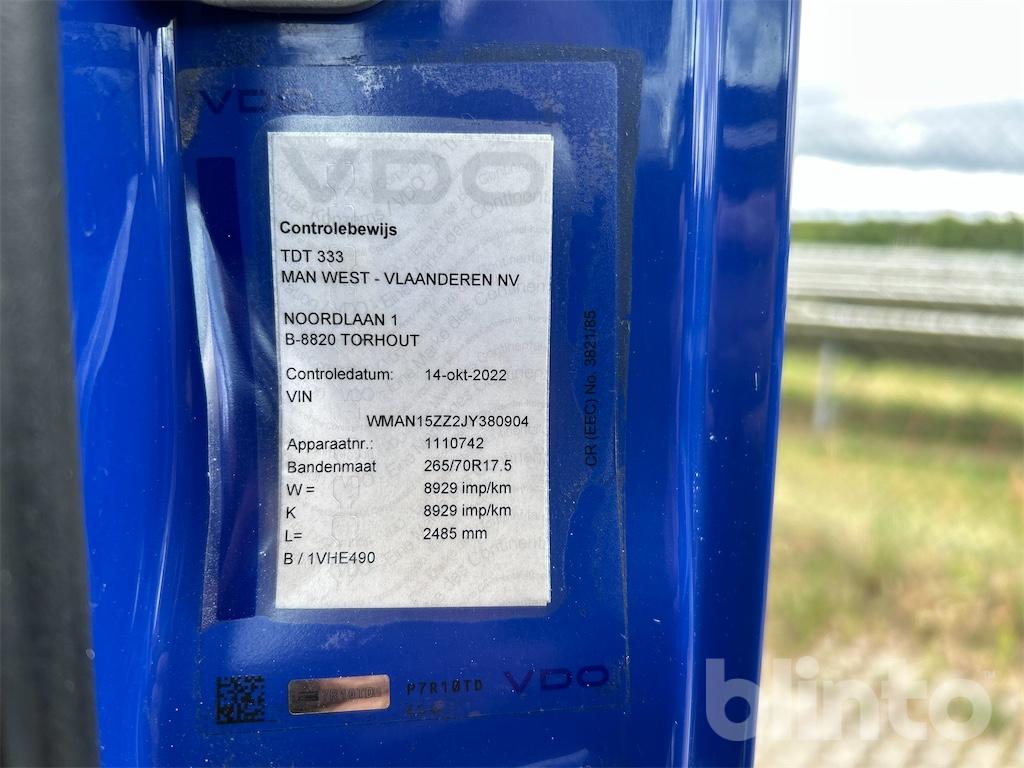 VDO
VDO
Controlebewijs
TDT 333
MAN WEST - VLAANDEREN NV
NOORDLAAN 1
B-8820 TORHOUT
Controledatum: 14-okt-2022
VIN
WMAN15ZZ2JY380904
Apparaatnr.: 1110742
Bandenmaat 265/70R17.5
W = 8929 imp/km
K 8929 imp/km
L= 2485 mm
B / 1VHE490
CR (EEC) No. 3821/85
P7R10TD
VDO
blinto